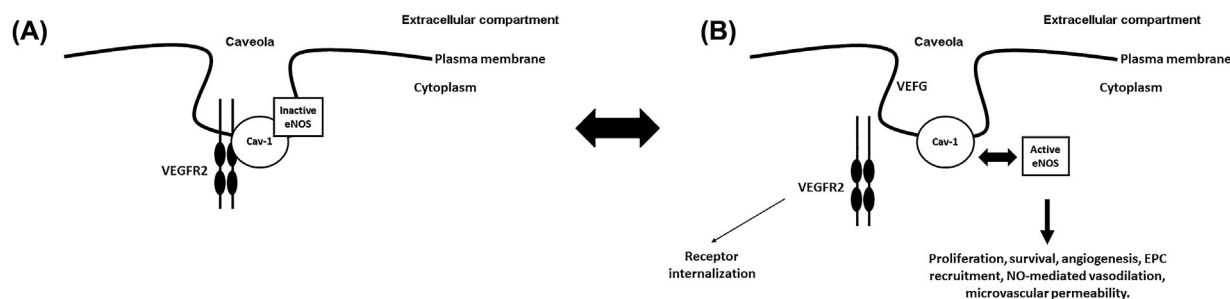 (A)
Extracellular compartment
Caveola
Plasma membrane
Cytoplasm
Inactive
eNOS
Cav-1
VEGFR2
(B)
Extracellular compartment
Caveola
Plasma membrane
VEFG
Cytoplasm
Cav-1
Active
eNOS
VEGFR2
Receptor
internalization
Proliferation, survival, angiogenesis, EPC
recruitment, NO-mediated vasodilation,
microvascular permeability.